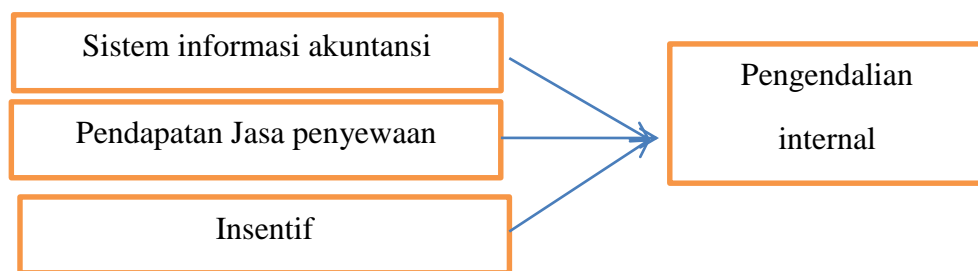 Sistem informasi akuntansi
Pendapatan Jasa penyewaan
Insentif
Pengendalian
internal